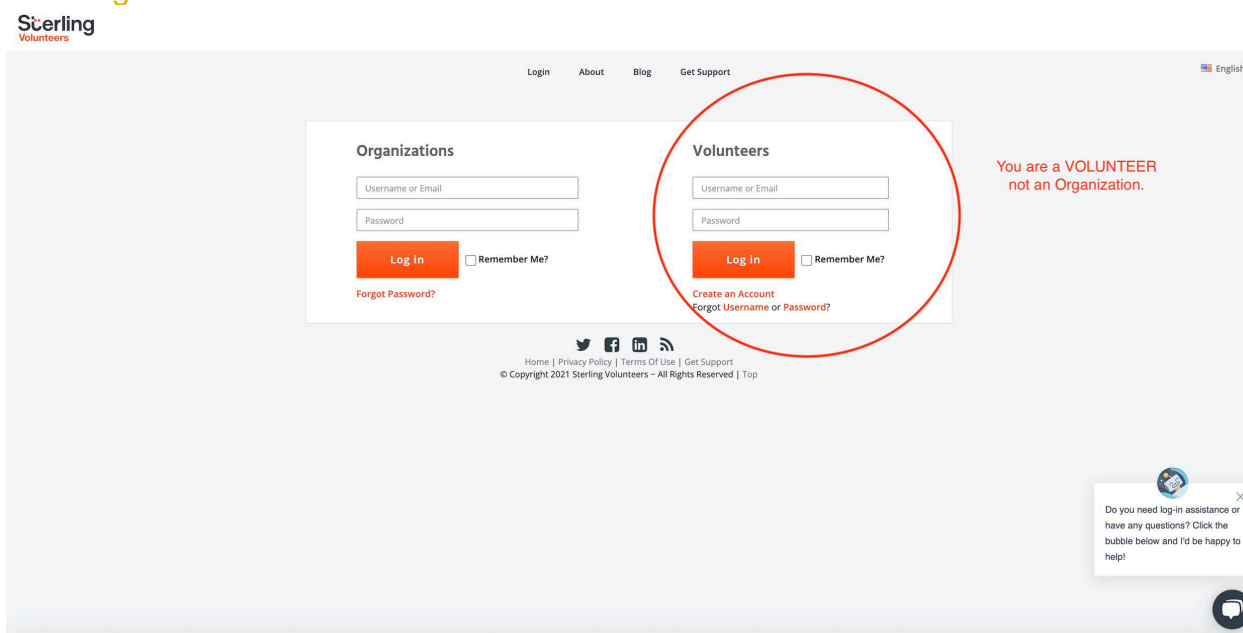 Sterling
Volunteers
Login About Blog Get Support
English
Organizations
Username or Email
Password
Log in Remember Me?
Forgot Password?
Volunteers
Username or Email
Password
Log in Remember Me?
Create an Account
Forgot Username or Password?
You are a VOLUNTEER
not an Organization.
Home | Privacy Policy | Terms Of Use | Get Support
© Copyright 2021 Sterling Volunteers – All Rights Reserved | Top
Do you need log-in assistance or
have any questions? Click the
bubble below and I'd be happy to
help!